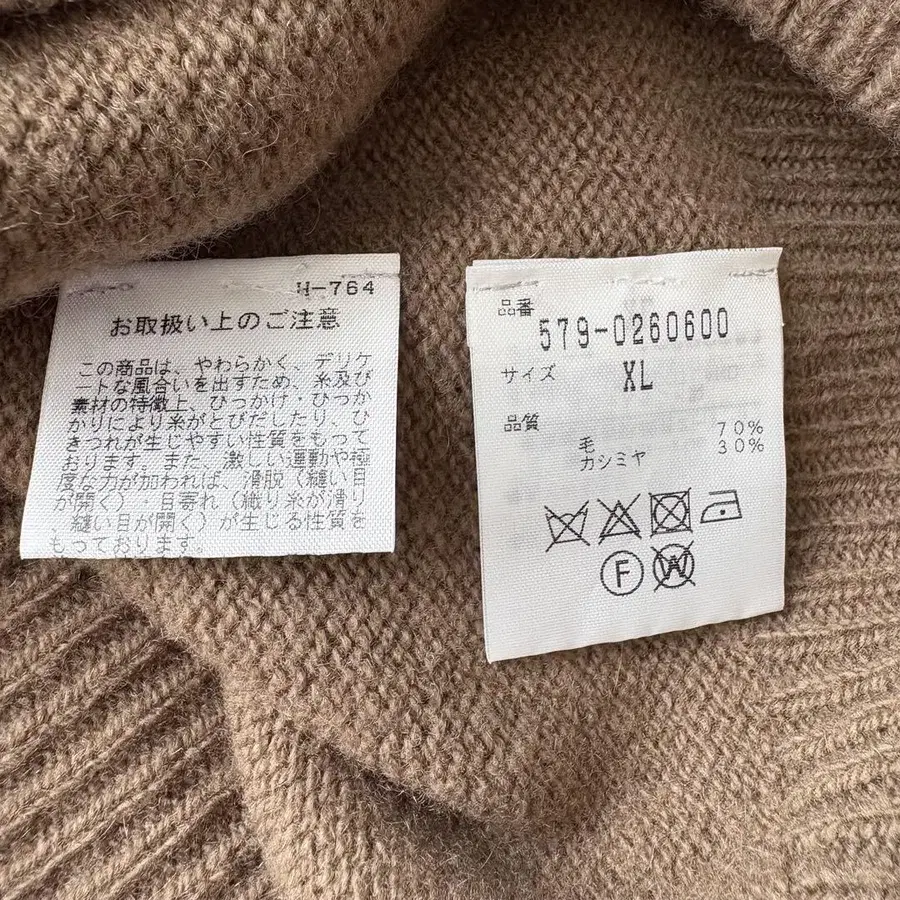 H-764
お取扱い上のご注意
この商品は、やわらかく、デリケ
ートな風合いを出すため、糸及び
素材の特徴上、ひっかけ・ひっか
かりにより糸がとびだしたり、ひ
きつれが生じやすい性質をもって
おります。また、激しい運動や極
度な力が加われば、滑脱（縫い目
が開く）・目寄れ（織り糸が滑り
、縫い目が開く）が生じる性質を
もっております。
品番
579-0260600
サイズ XL
品質
毛 70%
カシミヤ 30%
F W